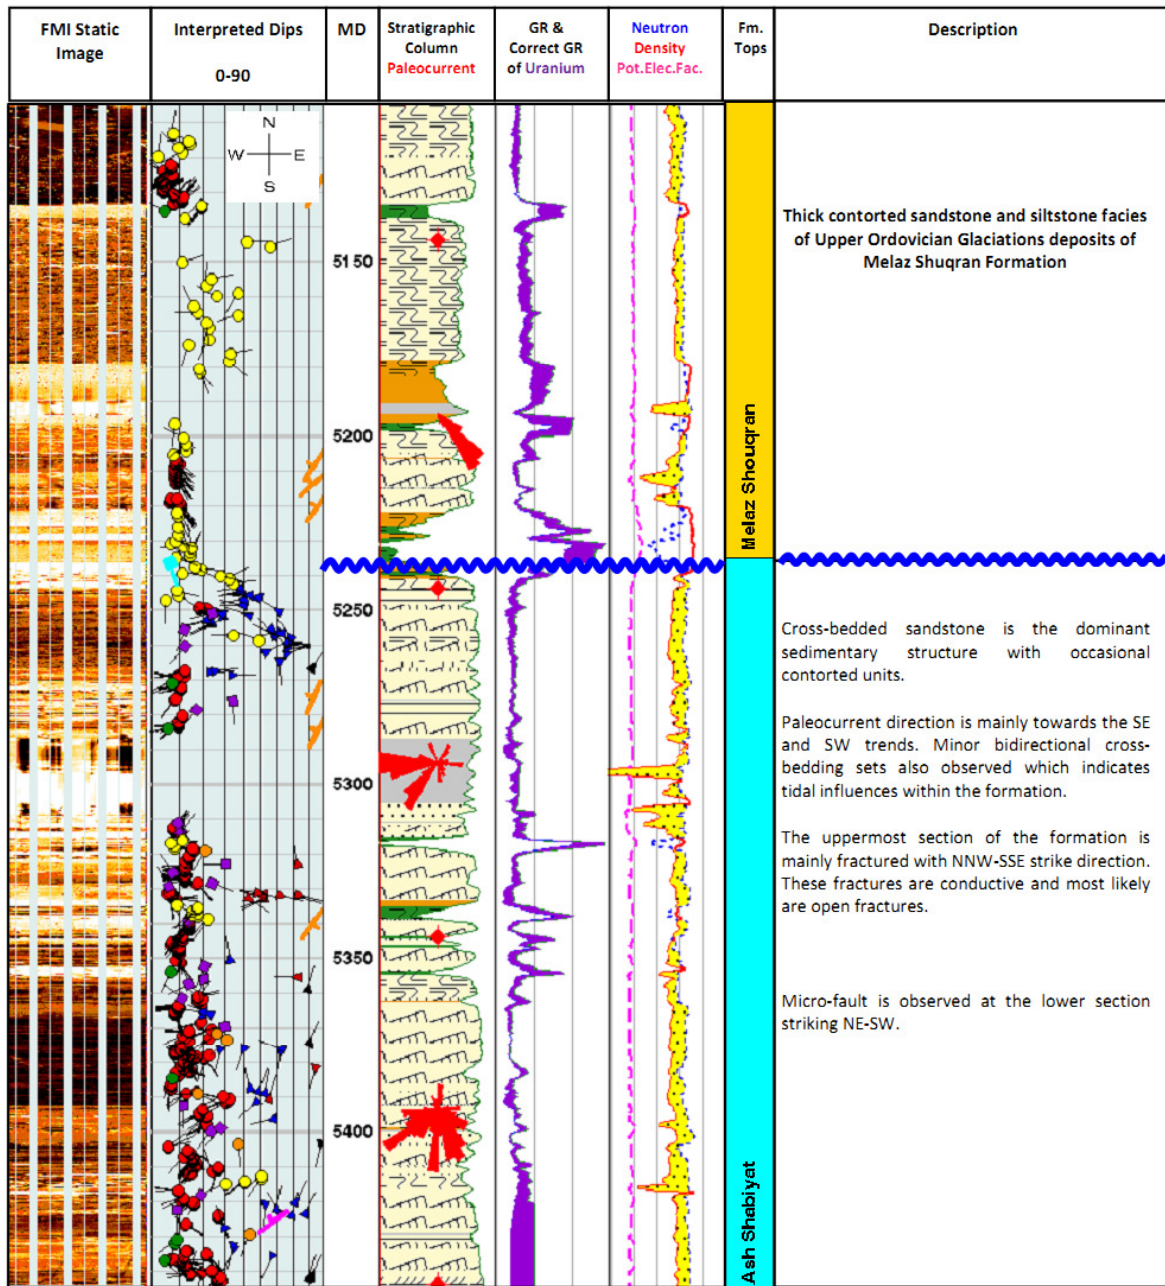 FMI Static
Image
Interpreted Dips
0-90
MD
Stratigraphic
Column
Paleocurrent
GR &
Correct GR
of Uranium
Neutron
Density
Pot.Elec.Fac.
Fm.
Tops
Description
N
W E
S
5150
5200
5250
5300
5350
5400
Melaz Shouqran
Ash Shabiyat
Thick contorted sandstone and siltstone facies
of Upper Ordovician Glaciations deposits of
Melaz Shuqran Formation
Cross-bedded sandstone is the dominant
sedimentary structure with occasional
contorted units.
Paleocurrent direction is mainly towards the SE
and SW trends. Minor bidirectional cross-
bedding sets also observed which indicates
tidal influences within the formation.
The uppermost section of the formation is
mainly fractured with NNW-SSE strike direction.
These fractures are conductive and most likely
are open fractures.
Micro-fault is observed at the lower section
striking NE-SW.